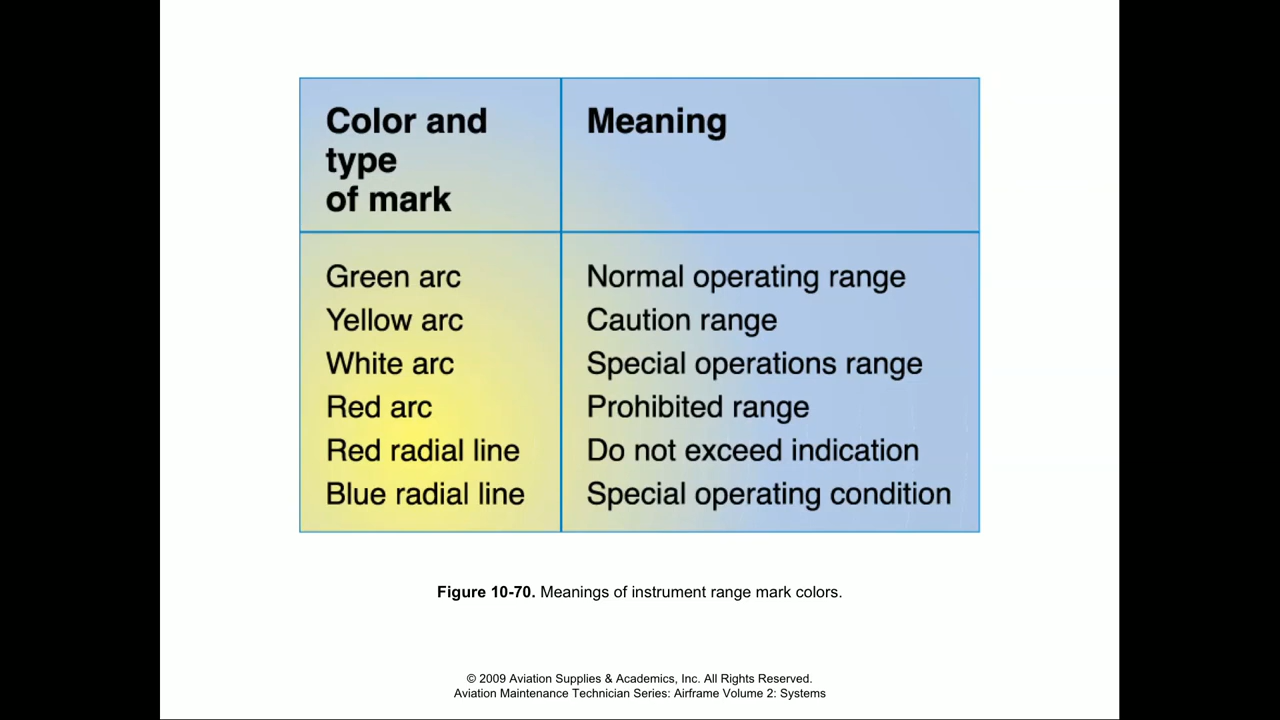 Color and
type
of mark
Meaning
Green arc
Normal operating range
Yellow arc
Caution range
White arc
Special operations range
Red arc
Prohibited range
Red radial line
Do not exceed indication
Blue radial line
Special operating condition
Figure 10-70. Meanings of instrument range mark colors.
© 2009 Aviation Supplies & Academics, Inc. All Rights Reserved.
Aviation Maintenance Technician Series: Airframe Volume 2: Systems